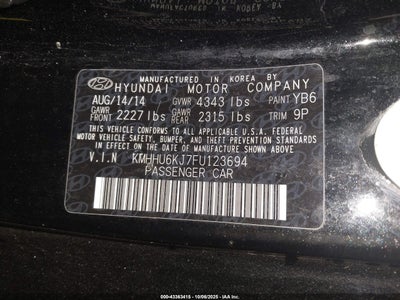 MANUFACTURED IN KOREA BY
HYUNDAI MOTOR COMPANY
AUG/14/14 GVWR 4343 lbs PAINT YB6
GAWR FRONT 2227 lbs GAWR REAR 2315 lbs TRIM 9P
THIS VEHICLE CONFORMS TO ALL APPLICABLE U.S. FEDERAL
MOTOR VEHICLE SAFETY, BUMPER, AND THEFT PREVENTION STANDARDS
IN EFFECT ON THE DATE OF MANUFACTURE SHOWN ABOVE.
V.I.N KMHHU6KJ7FU123694
PASSENGER CAR
STOCK: 000-43363415 - 10/06/2025 - IAA Inc.